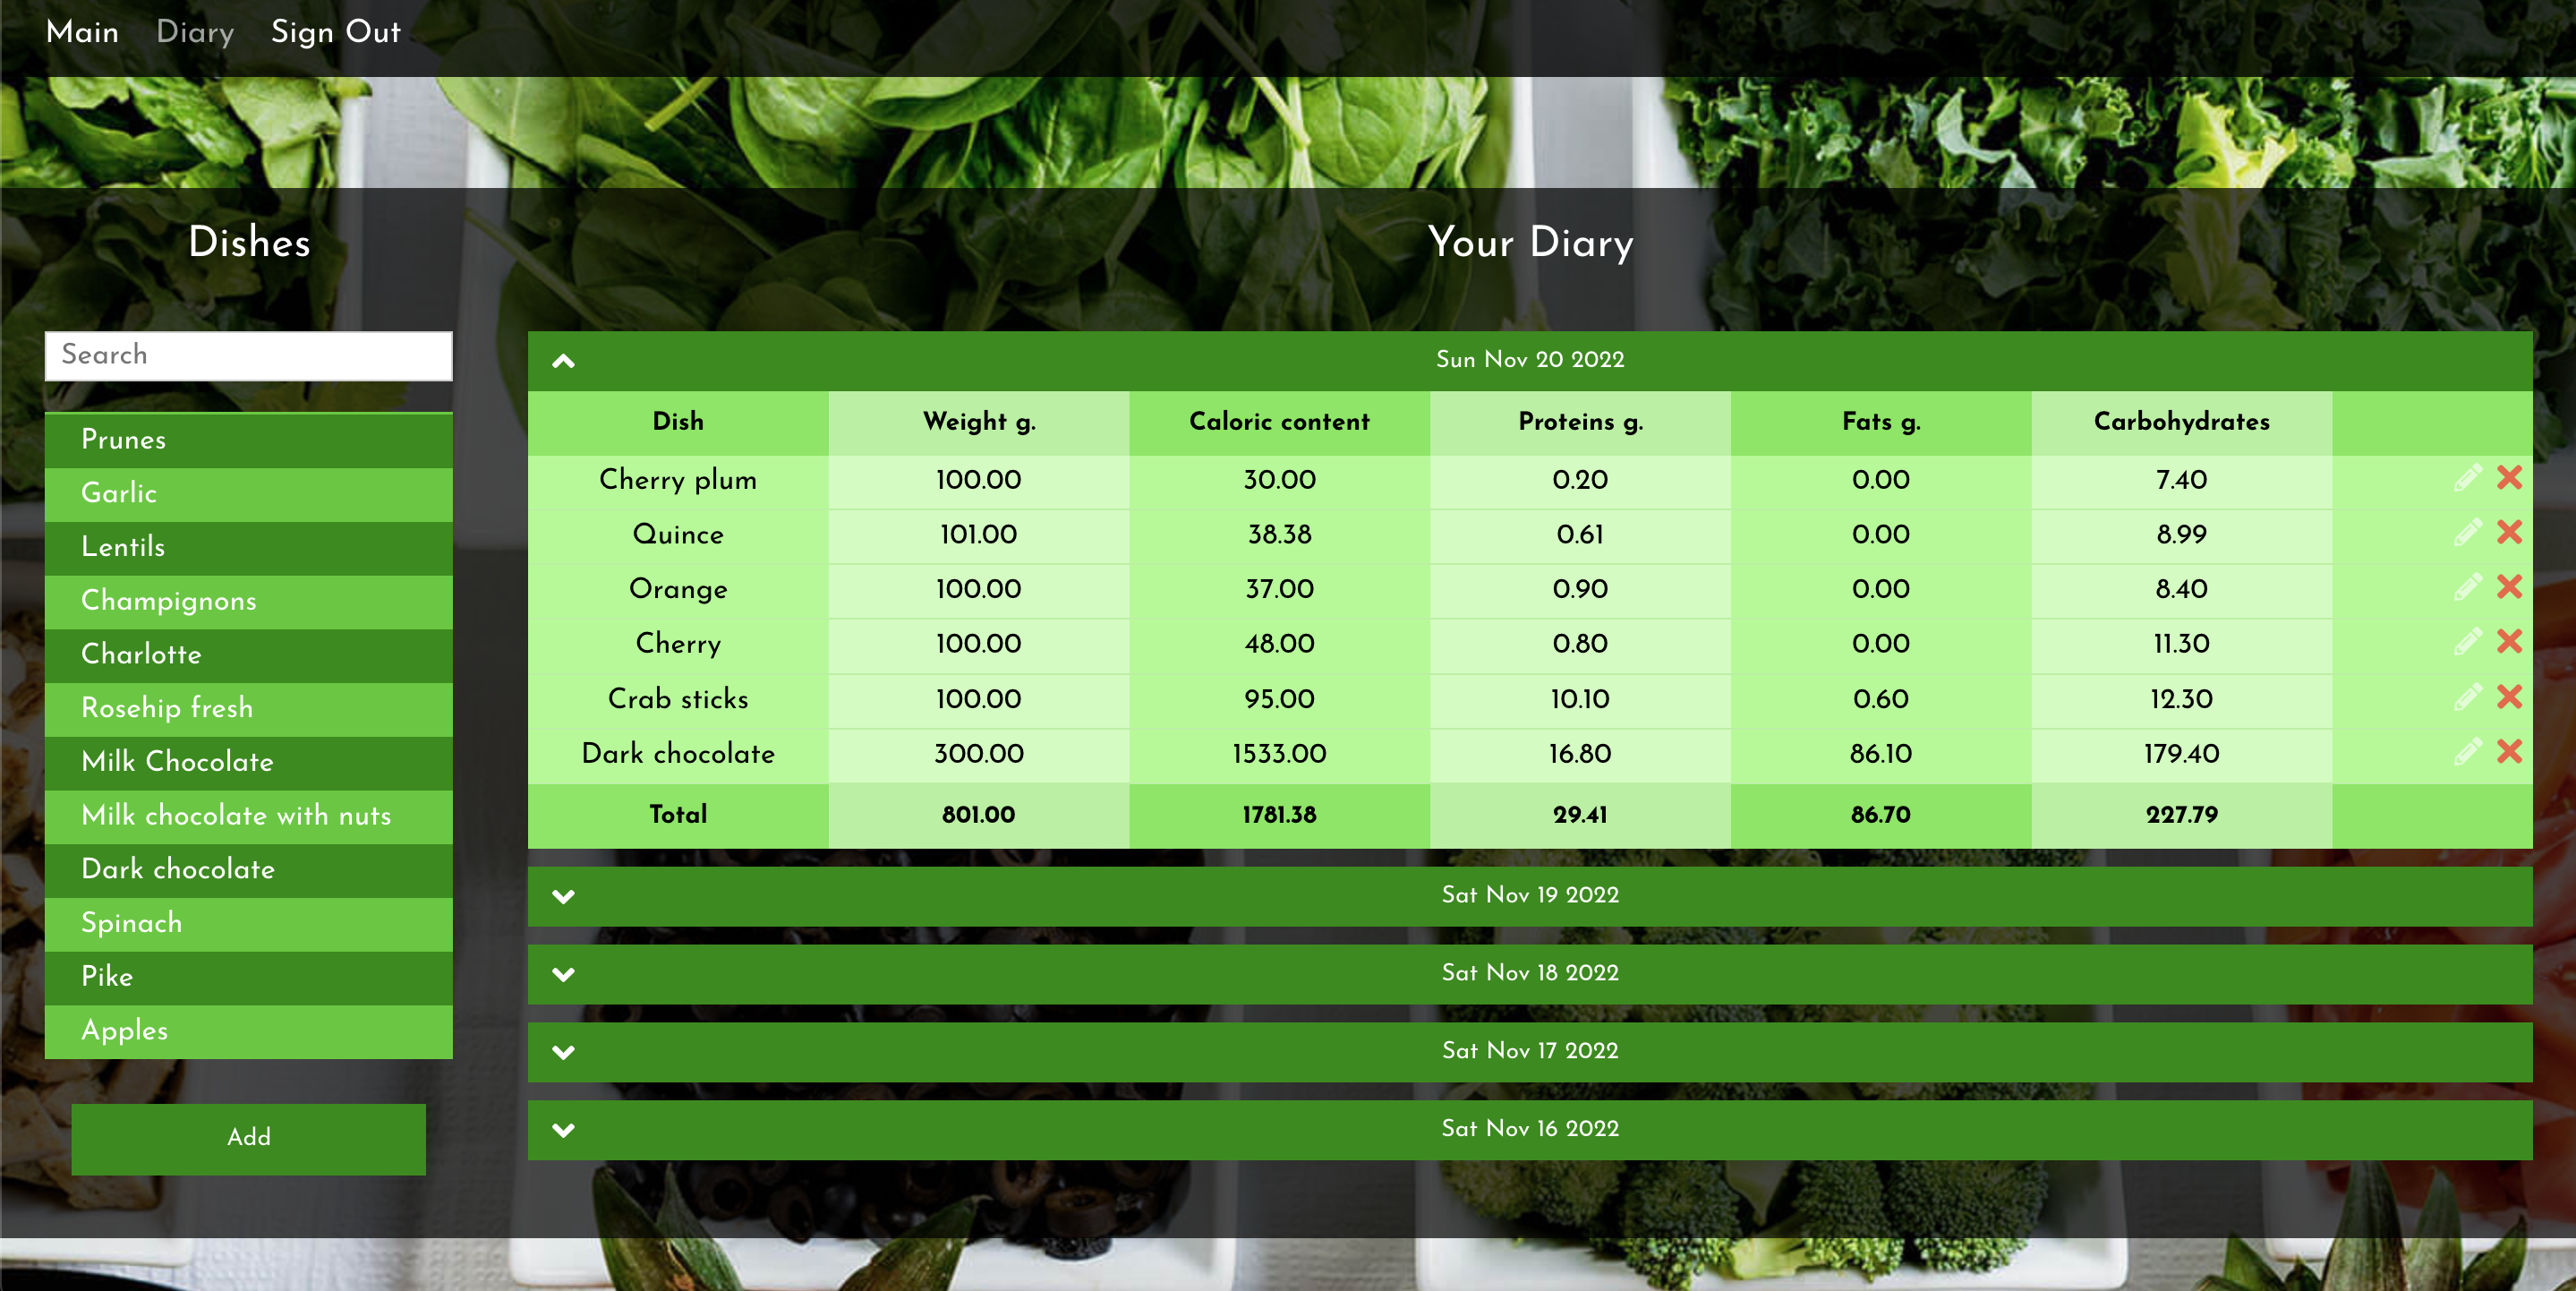 Main Diary Sign Out
Dishes
Search
Prunes
Garlic
Lentils
Champignons
Charlotte
Rosehip fresh
Milk Chocolate
Milk chocolate with nuts
Dark chocolate
Spinach
Pike
Apples
Add
Your Diary
Sun Nov 20 2022
Dish Weight g. Caloric content Proteins g. Fats g. Carbohydrates
Cherry plum 100.00 30.00 0.20 0.00 7.40
Quince 101.00 38.38 0.61 0.00 8.99
Orange 100.00 37.00 0.90 0.00 8.40
Cherry 100.00 48.00 0.80 0.00 11.30
Crab sticks 100.00 95.00 10.10 0.60 12.30
Dark chocolate 300.00 1533.00 16.80 86.10 179.40
Total 801.00 1781.38 29.41 86.70 227.79
Sat Nov 19 2022
Sat Nov 18 2022
Sat Nov 17 2022
Sat Nov 16 2022